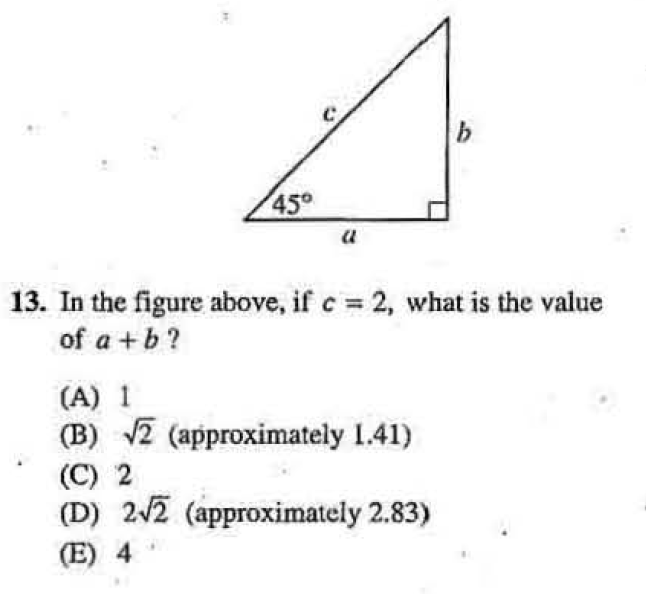 c
b
45°
a
13. In the figure above, if c = 2, what is the value
of a + b ?
(A) 1
(B) √2 (approximately 1.41)
(C) 2
(D) 2√2 (approximately 2.83)
(E) 4